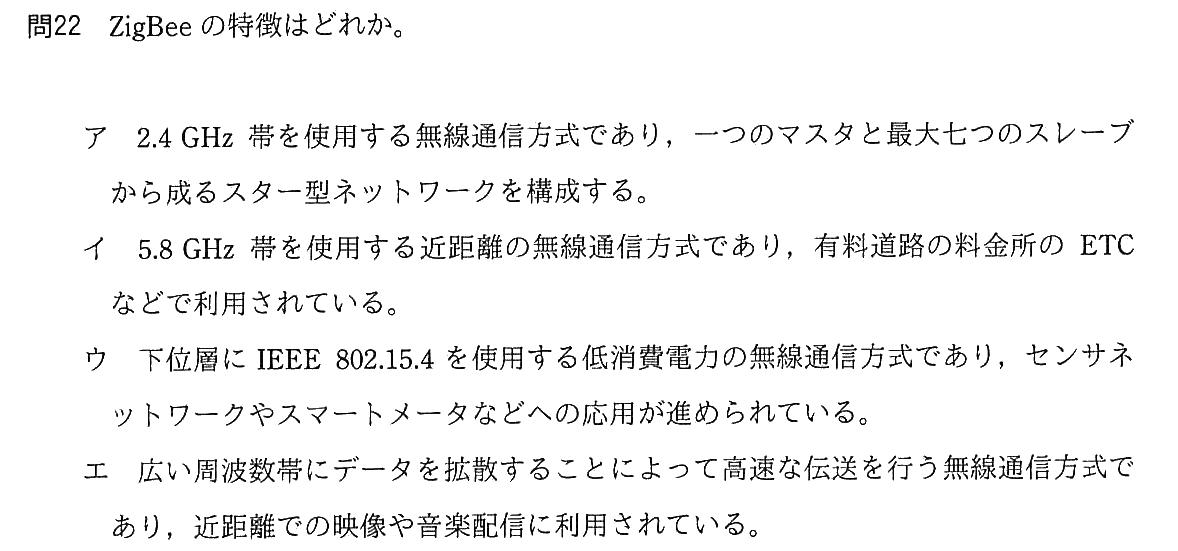 問22 ZigBee の特徴はどれか。
ア 2.4 GHz 帯を使用する無線通信方式であり，一つのマスタと最大七つのスレーブ
から成るスター型ネットワークを構成する。
イ 5.8 GHz 帯を使用する近距離の無線通信方式であり，有料道路の料金所の ETC
などで利用されている。
ウ 下位層に IEEE 802.15.4 を使用する低消費電力の無線通信方式であり，センサネ
ットワークやスマートメータなどへの応用が進められている。
エ 広い周波数帯にデータを拡散することによって高速な伝送を行う無線通信方式で
あり，近距離での映像や音楽配信に利用されている。